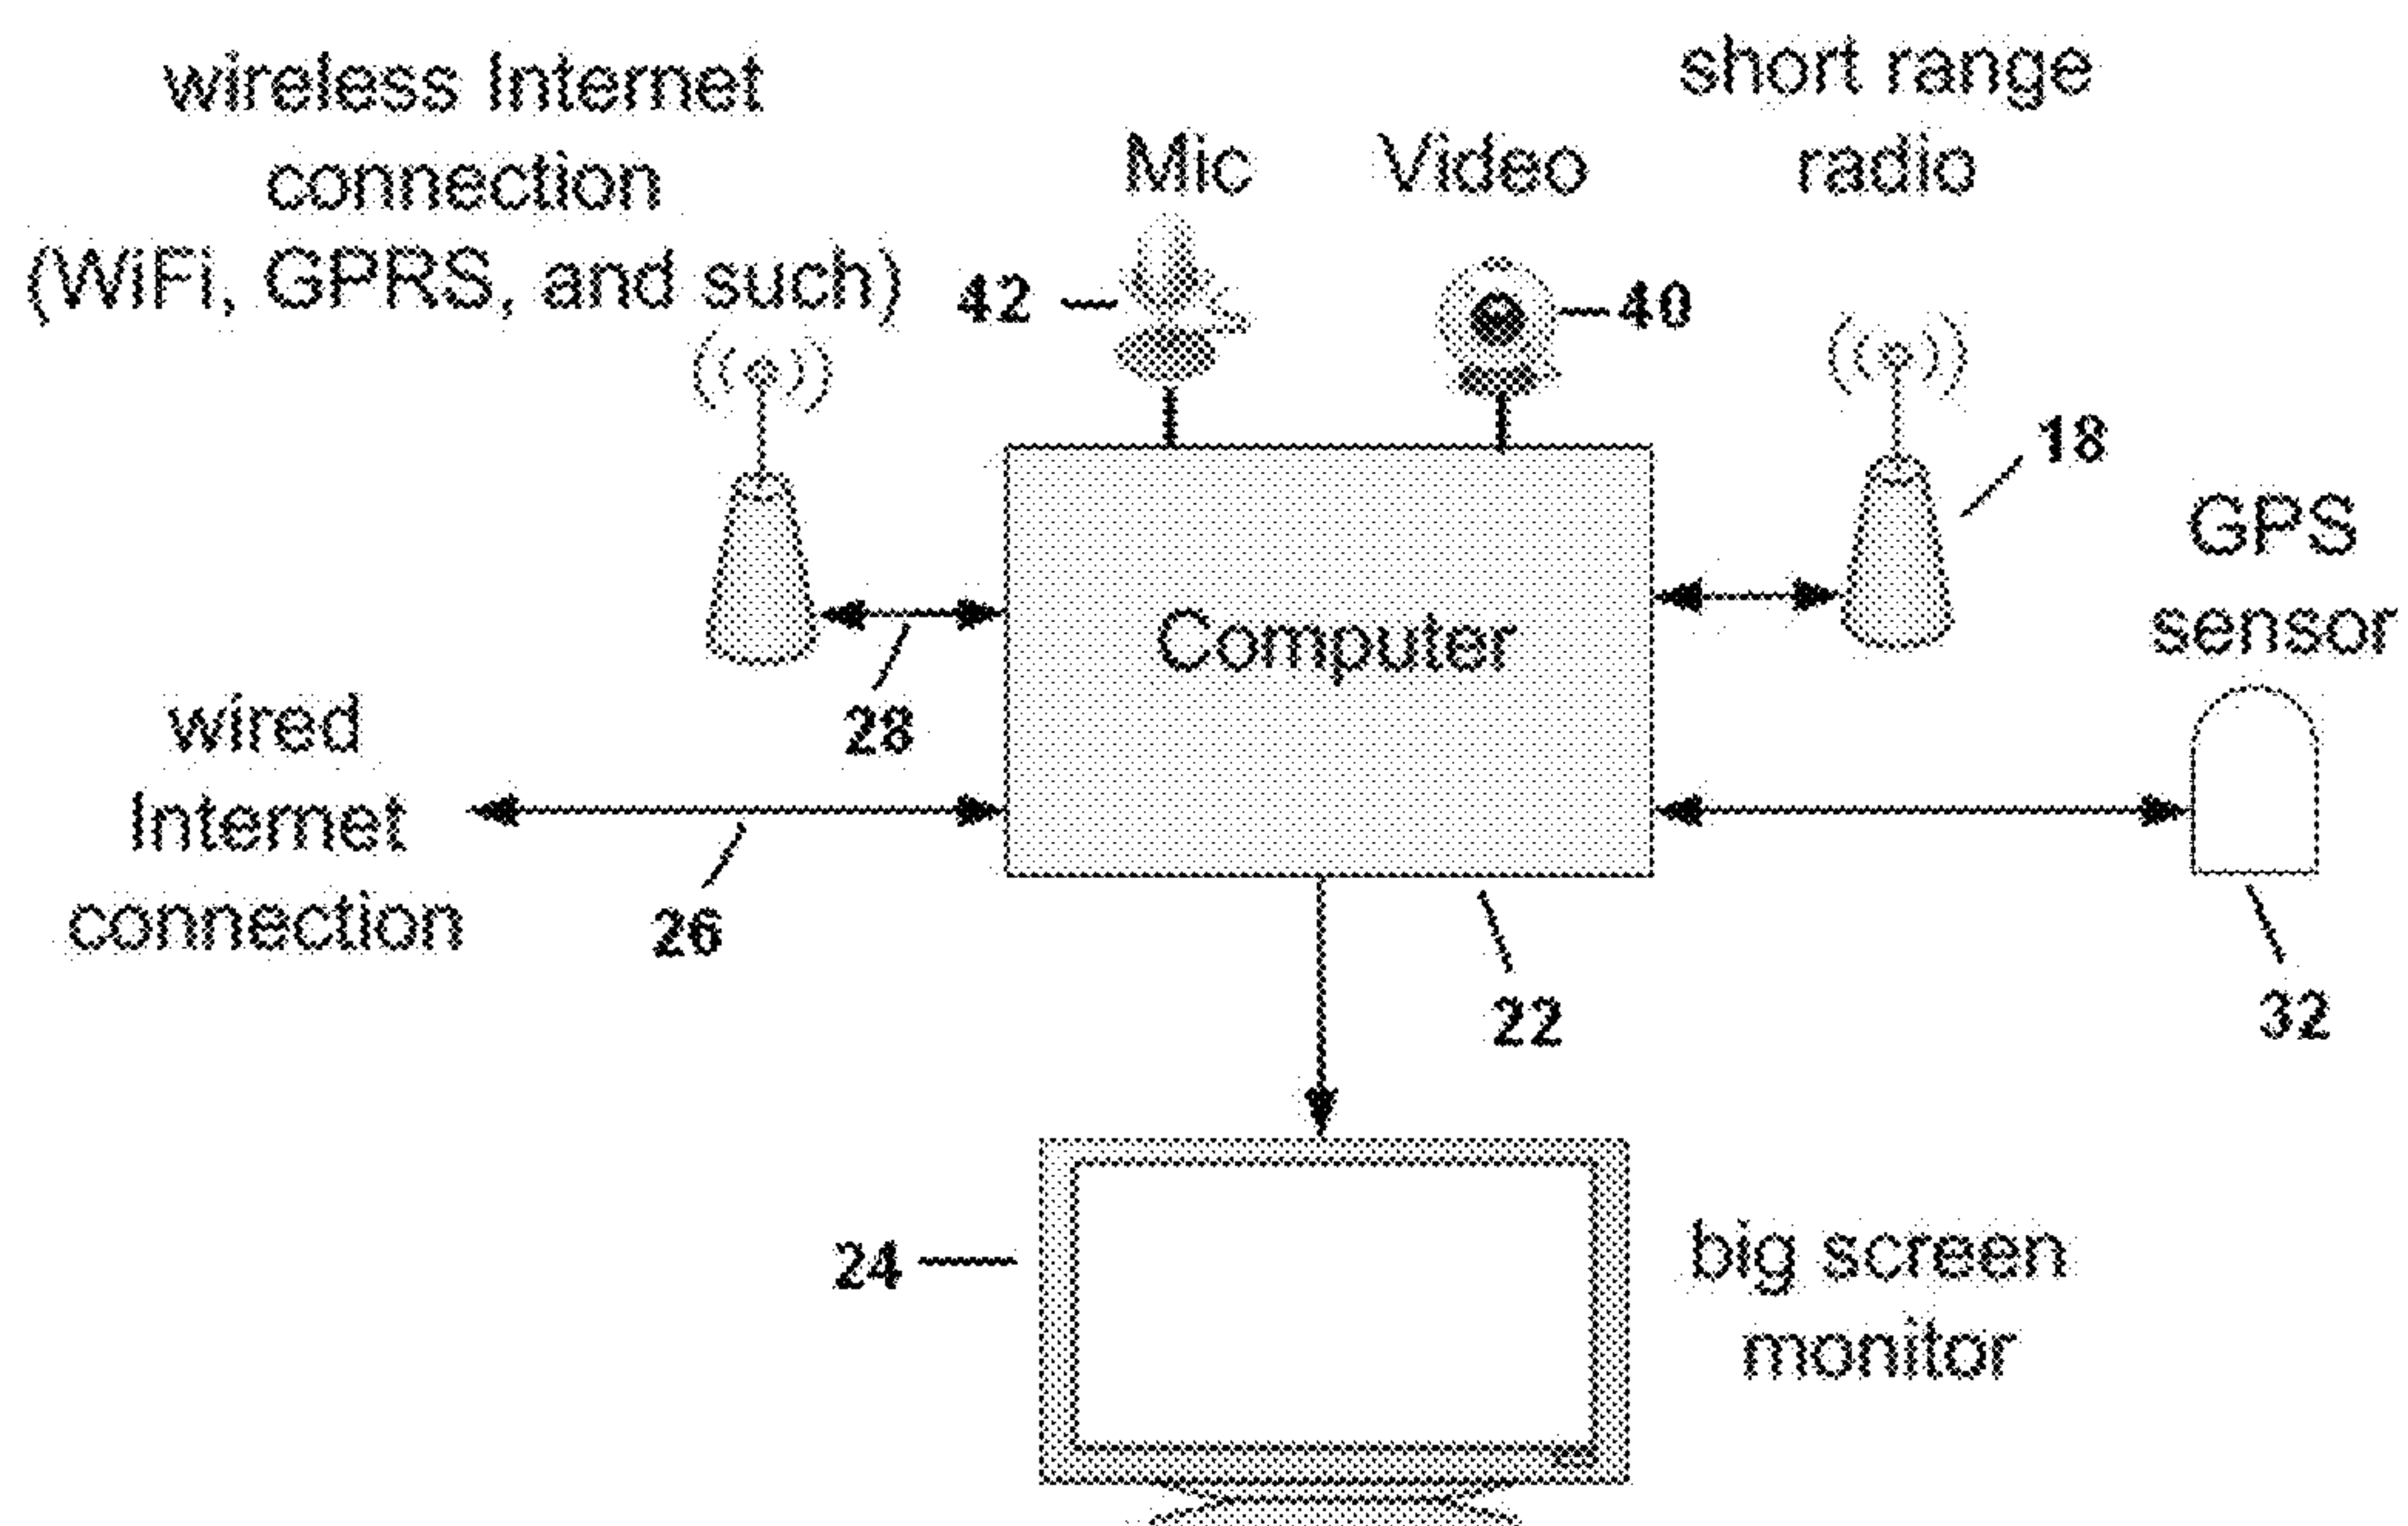 wireless Internet
connection
(WiFi, GPRS, and such)
Mic
Video
short range
radio
42
40
18
GPS
sensor
Computer
28
wired
Internet
connection
26
22
32
24
big screen
monitor